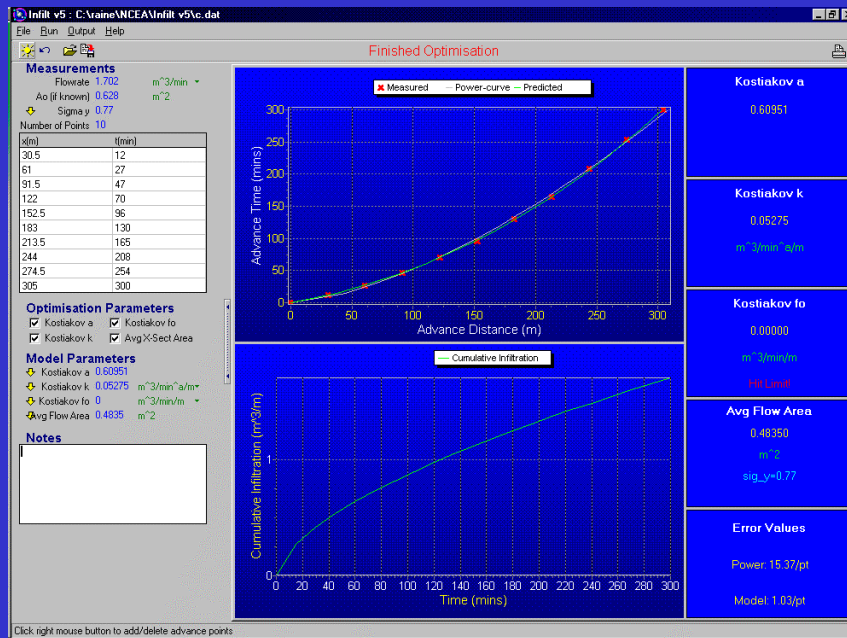 Infilt v5 : C:\raine\NCEA\Infilt v5\c.dat
File Run Output Help
Finished Optimisation
Measurements
Flowrate 1.702 m^3/min
Ao (if known) 0.628 m^2
Sigma y 0.77
Number of Points 10
x(m) t(min)
30.5 12
61 27
91.5 47
122 70
152.5 96
183 130
213.5 165
244 208
274.5 254
305 300
Optimisation Parameters
Kostiakov a Kostiakov fo
Kostiakov k Avg X-Sect Area
Model Parameters
Kostiakov a 0.60951
Kostiakov k 0.05275 m^3/min^a/m
Kostiakov fo 0 m^3/min/m
Avg Flow Area 0.4835 m^2
Notes
Measured Power-curve Predicted
Advance Time (mins)
300
250
200
150
100
50
0
0 50 100 150 200 250 300
Advance Distance (m)
Cumulative Infiltration
Cumulative Infiltration (m^3/m)
1
0
0 20 40 60 80 100 120 140 160 180 200 220 240 260 280 300
Time (mins)
Kostiakov a
0.60951
Kostiakov k
0.05275
m^3/min^a/m
Kostiakov fo
0.00000
m^3/min/m
Hit Limit!
Avg Flow Area
0.48350
m^2
sig_y=0.77
Error Values
Power: 15.37/pt
Model: 1.03/pt
Click right mouse button to add/delete advance points